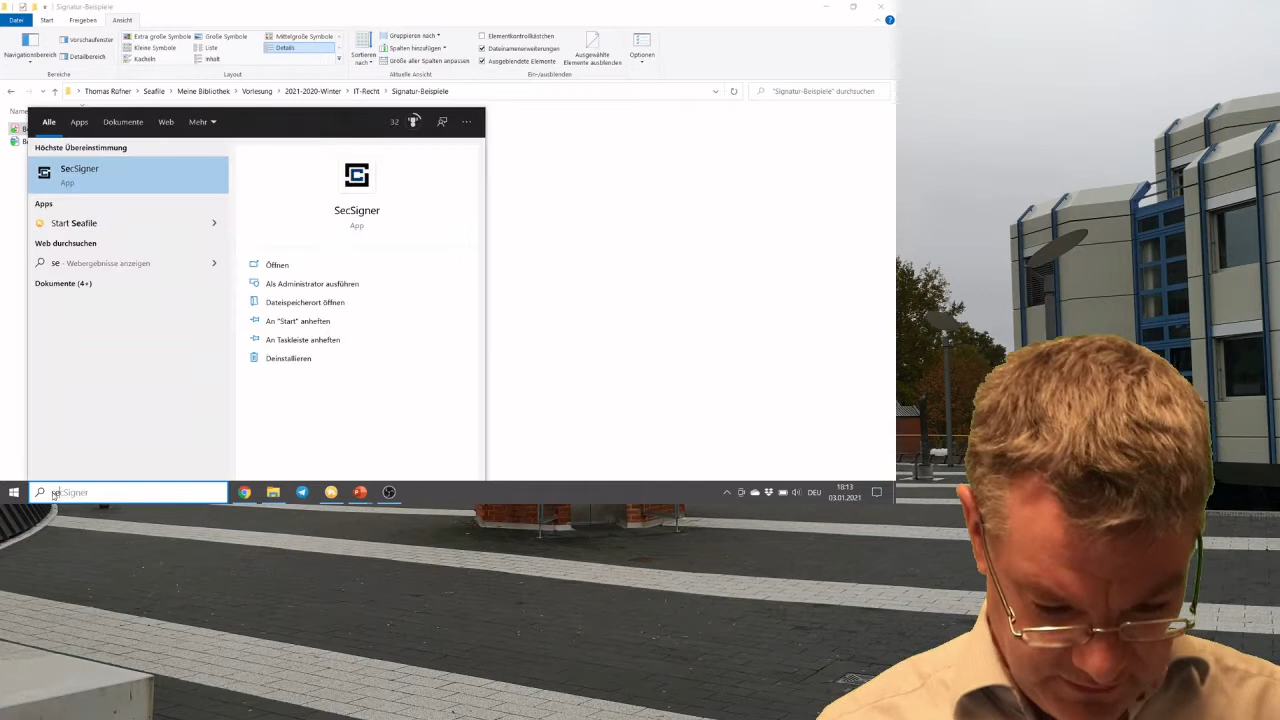 Signatur-Beispiele
Datei Start Freigeben Ansicht
Navigationsbereich
Vorschaufenster
Detailbereich
Bereiche
Extra große Symbole Große Symbole Mittelgroße Symbole
Kleine Symbole Liste Details
Kacheln Inhalt
Layout
Sortieren nach
Gruppieren nach
Spalten hinzufügen
Größe aller Spalten anpassen
Aktuelle Ansicht
Elementkontrollkästchen
Dateinamenerweiterungen
Ausgeblendete Elemente
Ausgewählte Elemente ausblenden
Ein-/ausblenden
Optionen
Thomas Rüfner Seafile Meine Bibliothek Vorlesung 2021-2020-Winter IT-Recht Signatur-Beispiele
"Signatur-Beispiele" durchsuchen
Alle Apps Dokumente Web Mehr 32
Höchste Übereinstimmung
SecSigner
App
Apps
Start Seafile
Web durchsuchen
se - Webergebnisse anzeigen
Dokumente (4+)
SecSigner
App
Öffnen
Als Administrator ausführen
Dateispeicherort öffnen
An "Start" anheften
An Taskleiste anheften
Deinstallieren
secSigner
DEU
18:13
03.01.2021